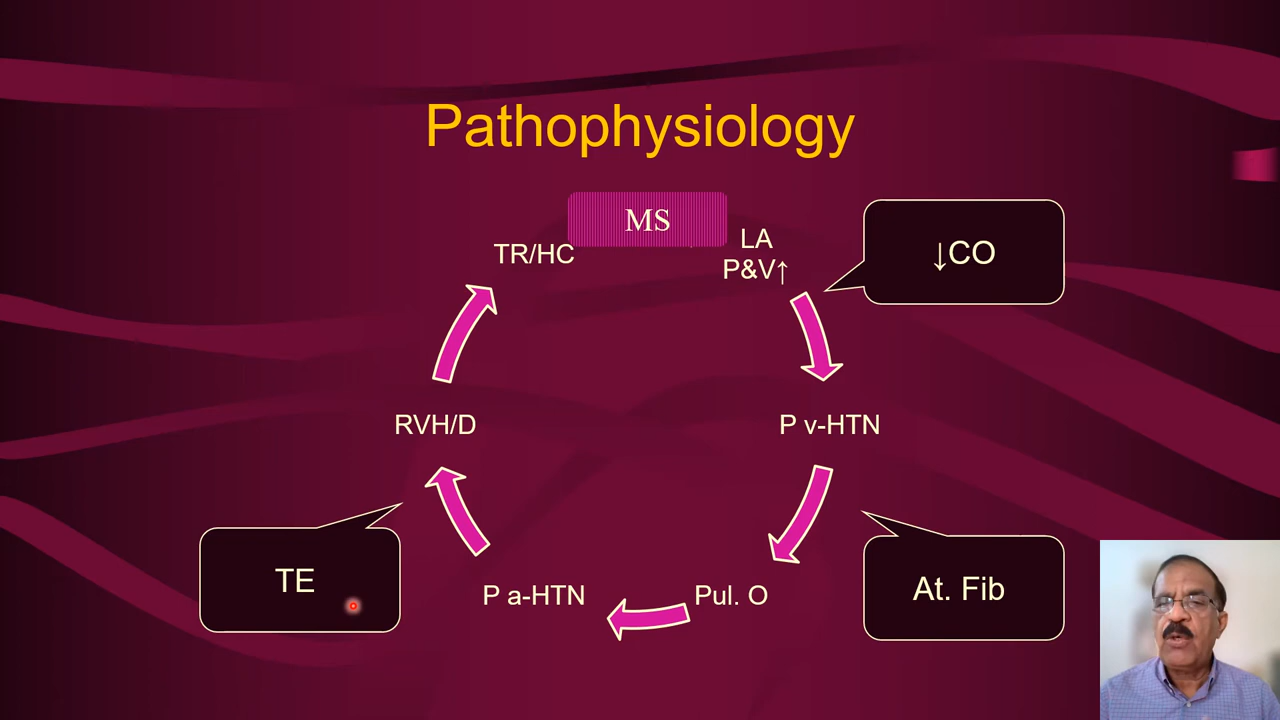 Pathophysiology
MS
TR/HC
LA
P&V↑
↓CO
RVH/D
P v-HTN
TE
P a-HTN
Pul. O
At. Fib